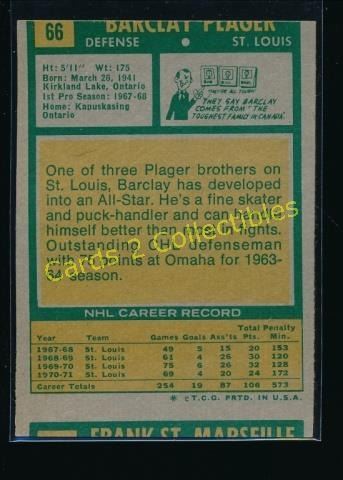 66
BARCLAY PLAGER
DEFENSE
ST. LOUIS
Ht: 5'11" Wt: 175
Born: March 26, 1941
Kirkland Lake, Ontario
1st Pro Season: 1967-68
Home: Kapuskasing
Ontario
"THEY'RE ALL TOUGH"
THEY SAY BARCLAY
COMES FROM "THE
TOUGHEST FAMILY IN CANADA".
One of three Plager brothers on
St. Louis, Barclay has developed
into an All-Star. He's a fine skater
and puck-handler and can handle
himself better than most in fights.
Outstanding CHL defenseman
with points at Omaha for 1963-
64 season.
Cards 2 Collectibles
NHL CAREER RECORD
Total Penalty
Year Team Games Goals Ass'ts Pts. Min.
1967-68 St. Louis 49 5 15 20 153
1968-69 St. Louis 61 4 26 30 120
1969-70 St. Louis 75 6 26 32 128
1970-71 St. Louis 69 4 20 24 172
Career Totals 254 19 87 106 573
* © T.C.G. PRTD. IN U.S.A.
FRANK ST. MARSEILLE